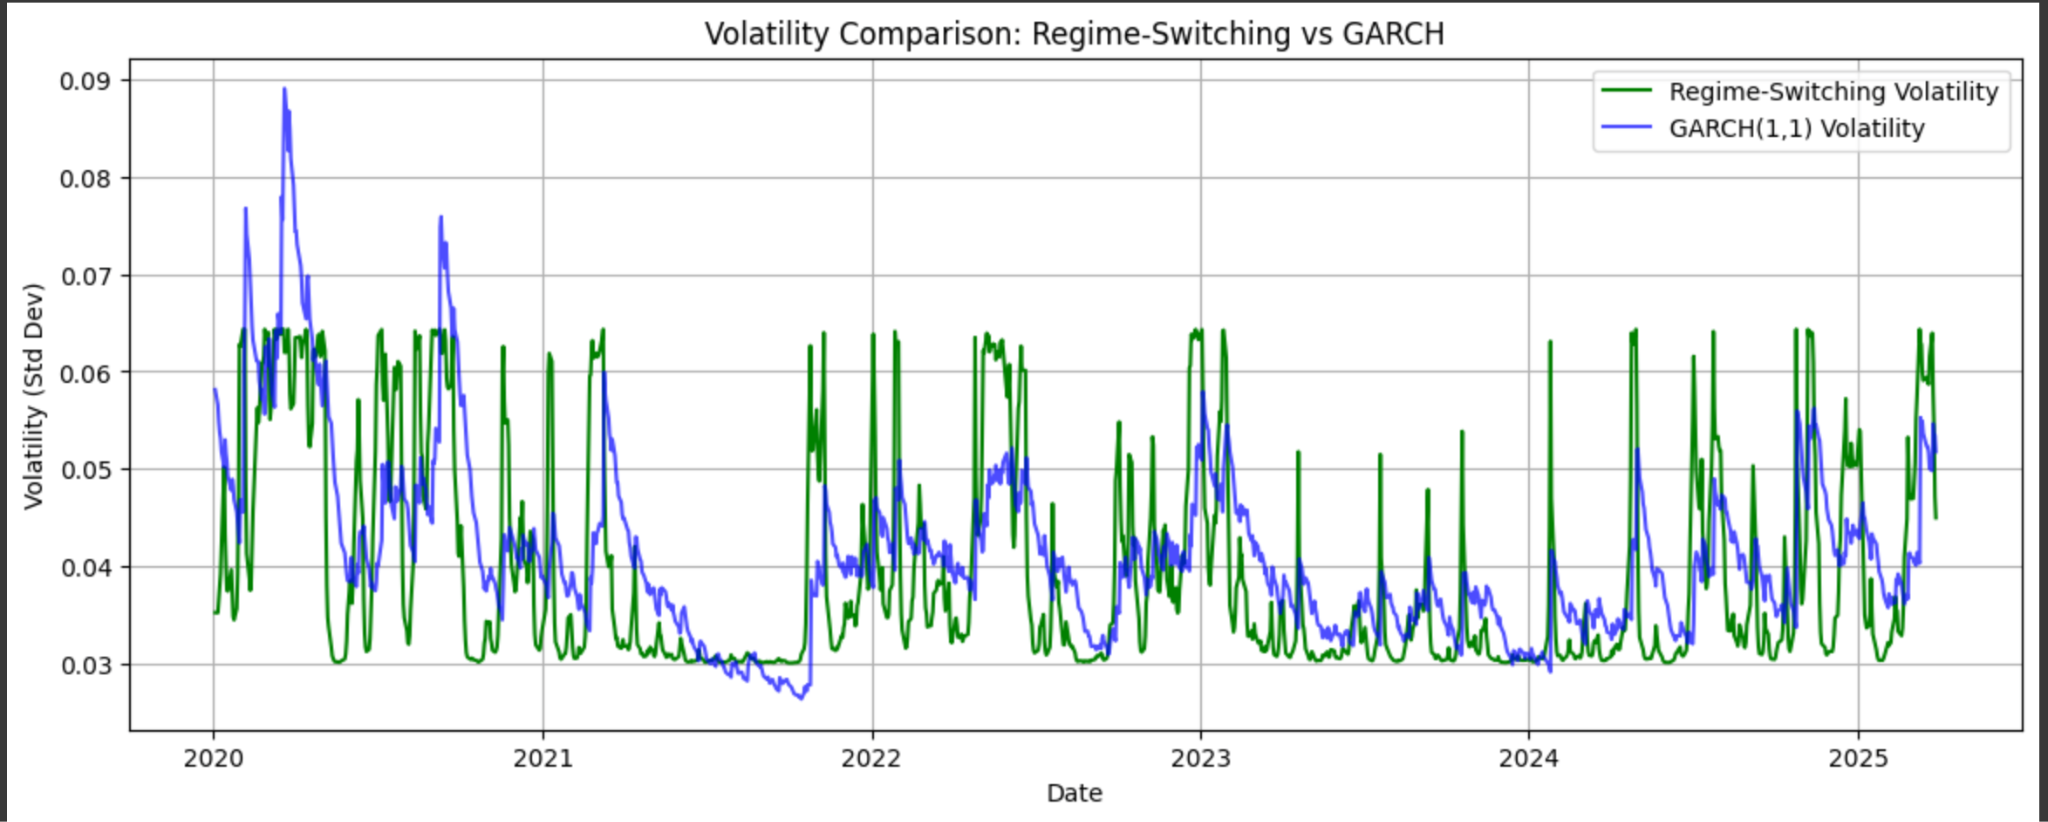 Volatility Comparison: Regime-Switching vs GARCH
Regime-Switching Volatility
GARCH(1,1) Volatility
Volatility (Std Dev)
0.09
0.08
0.07
0.06
0.05
0.04
0.03
2020
2021
2022
2023
2024
2025
Date